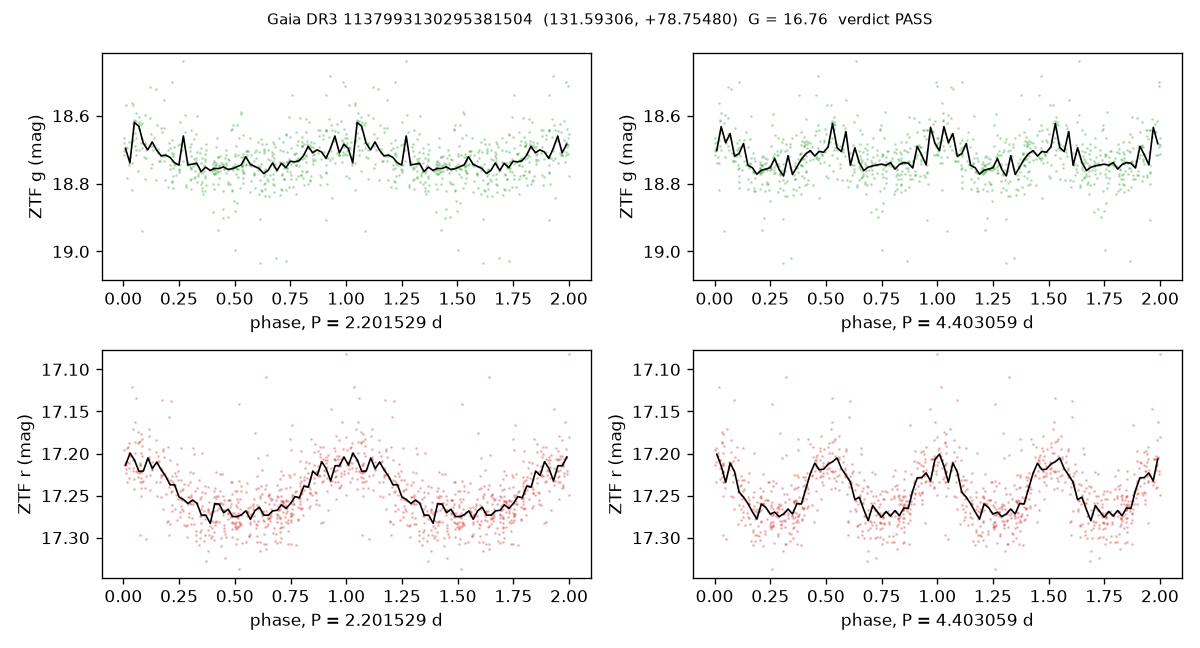 Gaia DR3 1137993130295381504 (131.59306, +78.75480) G = 16.76 verdict PASS
ZTF g (mag)
18.6
18.8
19.0
0.00 0.25 0.50 0.75 1.00 1.25 1.50 1.75 2.00
phase, P = 2.201529 d
ZTF g (mag)
18.6
18.8
19.0
0.00 0.25 0.50 0.75 1.00 1.25 1.50 1.75 2.00
phase, P = 4.403059 d
ZTF r (mag)
17.10
17.15
17.20
17.25
17.30
0.00 0.25 0.50 0.75 1.00 1.25 1.50 1.75 2.00
phase, P = 2.201529 d
ZTF r (mag)
17.10
17.15
17.20
17.25
17.30
0.00 0.25 0.50 0.75 1.00 1.25 1.50 1.75 2.00
phase, P = 4.403059 d